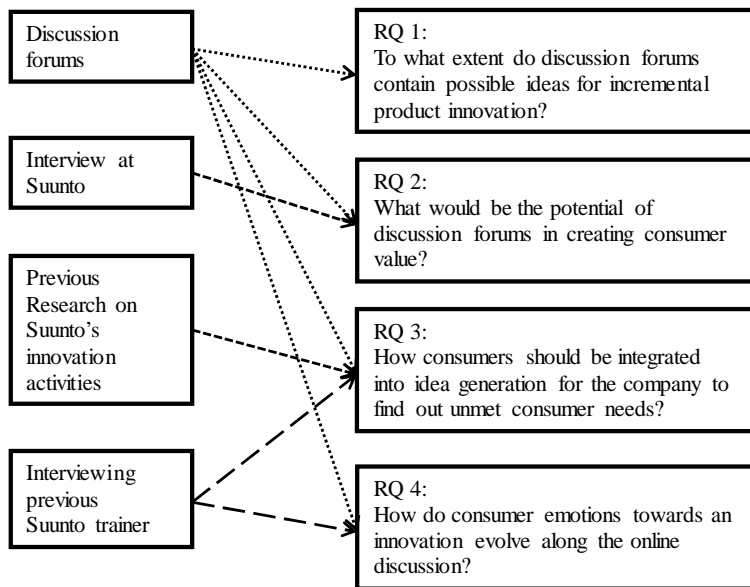 Discussion
forums
Interview at
Suunto
Previous
Research on
Suunto's
innovation
activities
Interviewing
previous
Suunto trainer
RQ 1:
To what extent do discussion forums
contain possible ideas for incremental
product innovation?
RQ 2:
What would be the potential of
discussion forums in creating consumer
value?
RQ 3:
How consumers should be integrated
into idea generation for the company to
find out unmet consumer needs?
RQ 4:
How do consumer emotions towards an
innovation evolve along the online
discussion?